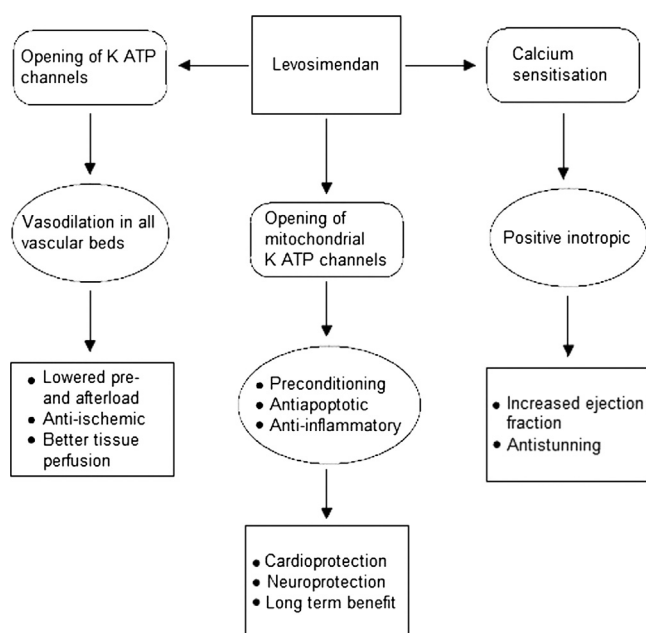 Opening of K ATP
channels
Levosimendan
Calcium
sensitisation
Vasodilation in all
vascular beds
Opening of
mitochondrial
K ATP channels
Positive inotropic
● Lowered pre-
and afterload
● Anti-ischemic
● Better tissue
perfusion
● Preconditioning
● Antiapoptotic
● Anti-inflammatory
● Increased ejection
fraction
● Antistunning
● Cardioprotection
● Neuroprotection
● Long term benefit